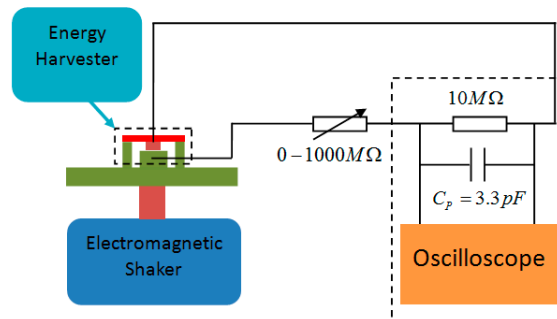 Energy
Harvester
10MΩ
0 – 1000MΩ
C_P = 3.3pF
Electromagnetic
Shaker
Oscilloscope